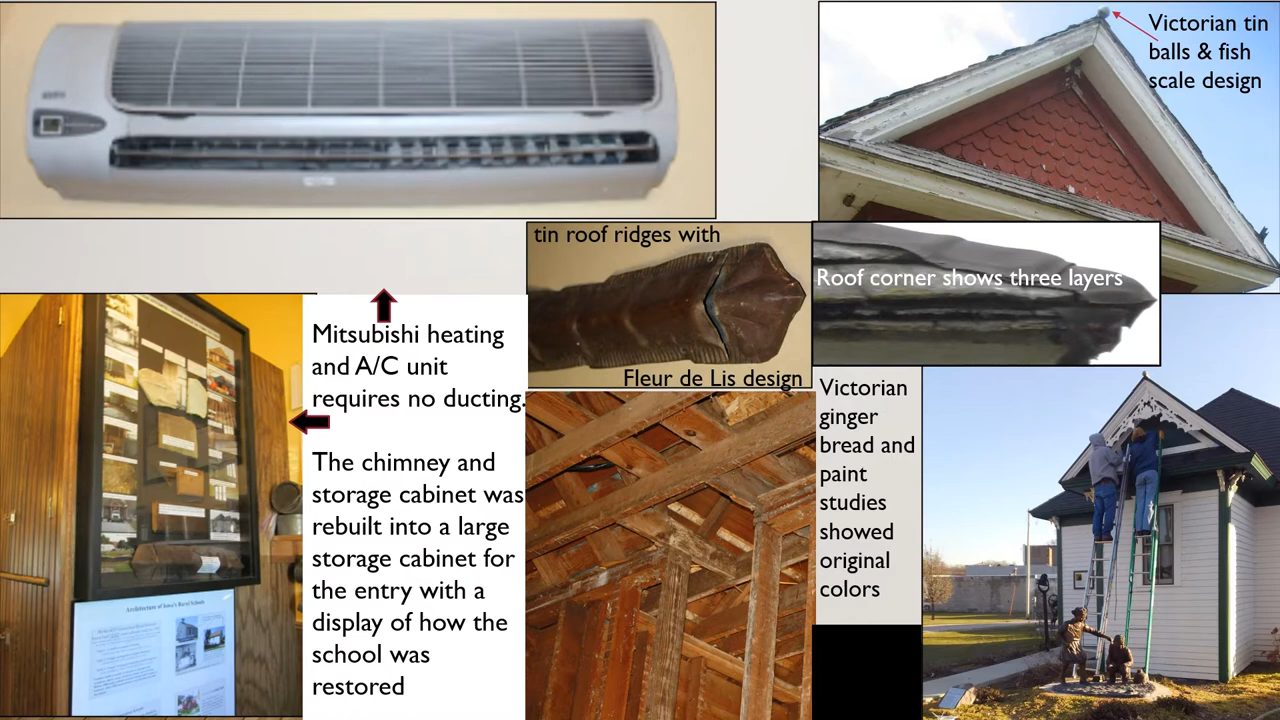 Victorian tin
balls & fish
scale design
tin roof ridges with
Roof corner shows three layers
Fleur de Lis design
Mitsubishi heating
and A/C unit
requires no ducting.
The chimney and
storage cabinet was
rebuilt into a large
storage cabinet for
the entry with a
display of how the
school was
restored
Victorian
ginger
bread and
paint
studies
showed
original
colors
Architecture of Iowa's Rural Schools